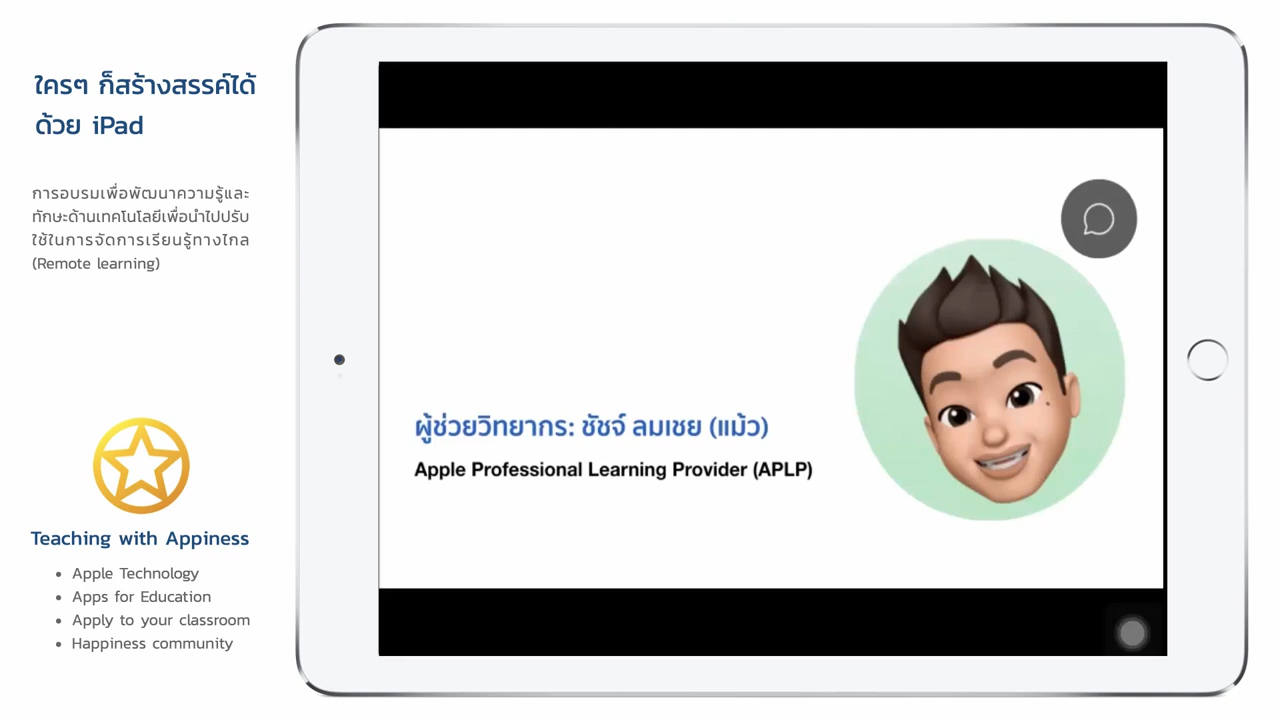 ใครๆ ก็สร้างสรรค์ได้
ด้วย iPad
การอบรมเพื่อพัฒนาความรู้และ
ทักษะด้านเทคโนโลยีเพื่อนำไปปรับ
ใช้ในการจัดการเรียนรู้ทางไกล
(Remote learning)
Teaching with Appiness
• Apple Technology
• Apps for Education
• Apply to your classroom
• Happiness community
ผู้ช่วยวิทยากร: ชัชจ์ ลมเชย (แม้ว)
Apple Professional Learning Provider (APLP)